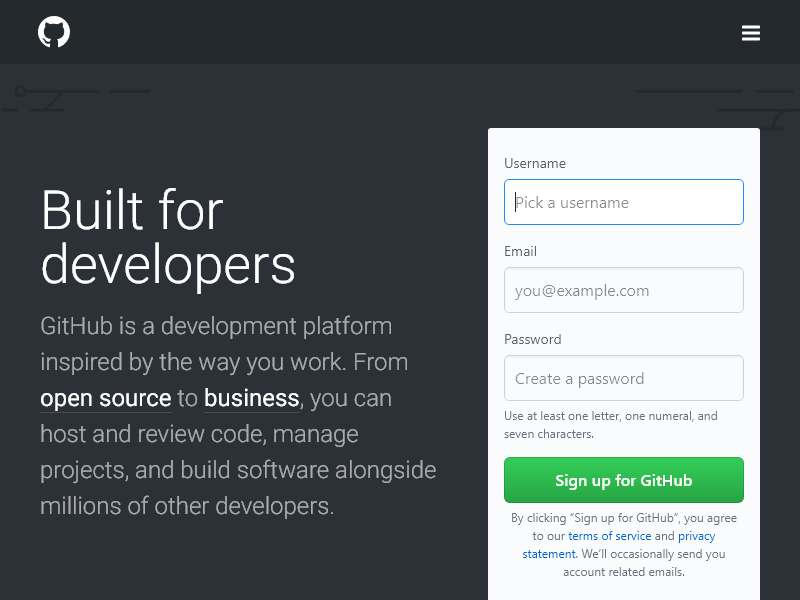 Built for
developers
GitHub is a development platform
inspired by the way you work. From
open source to business, you can
host and review code, manage
projects, and build software alongside
millions of other developers.
Username
Pick a username
Email
you@example.com
Password
Create a password
Use at least one letter, one numeral, and
seven characters.
Sign up for GitHub
By clicking “Sign up for GitHub”, you agree
to our terms of service and privacy
statement. We’ll occasionally send you
account related emails.